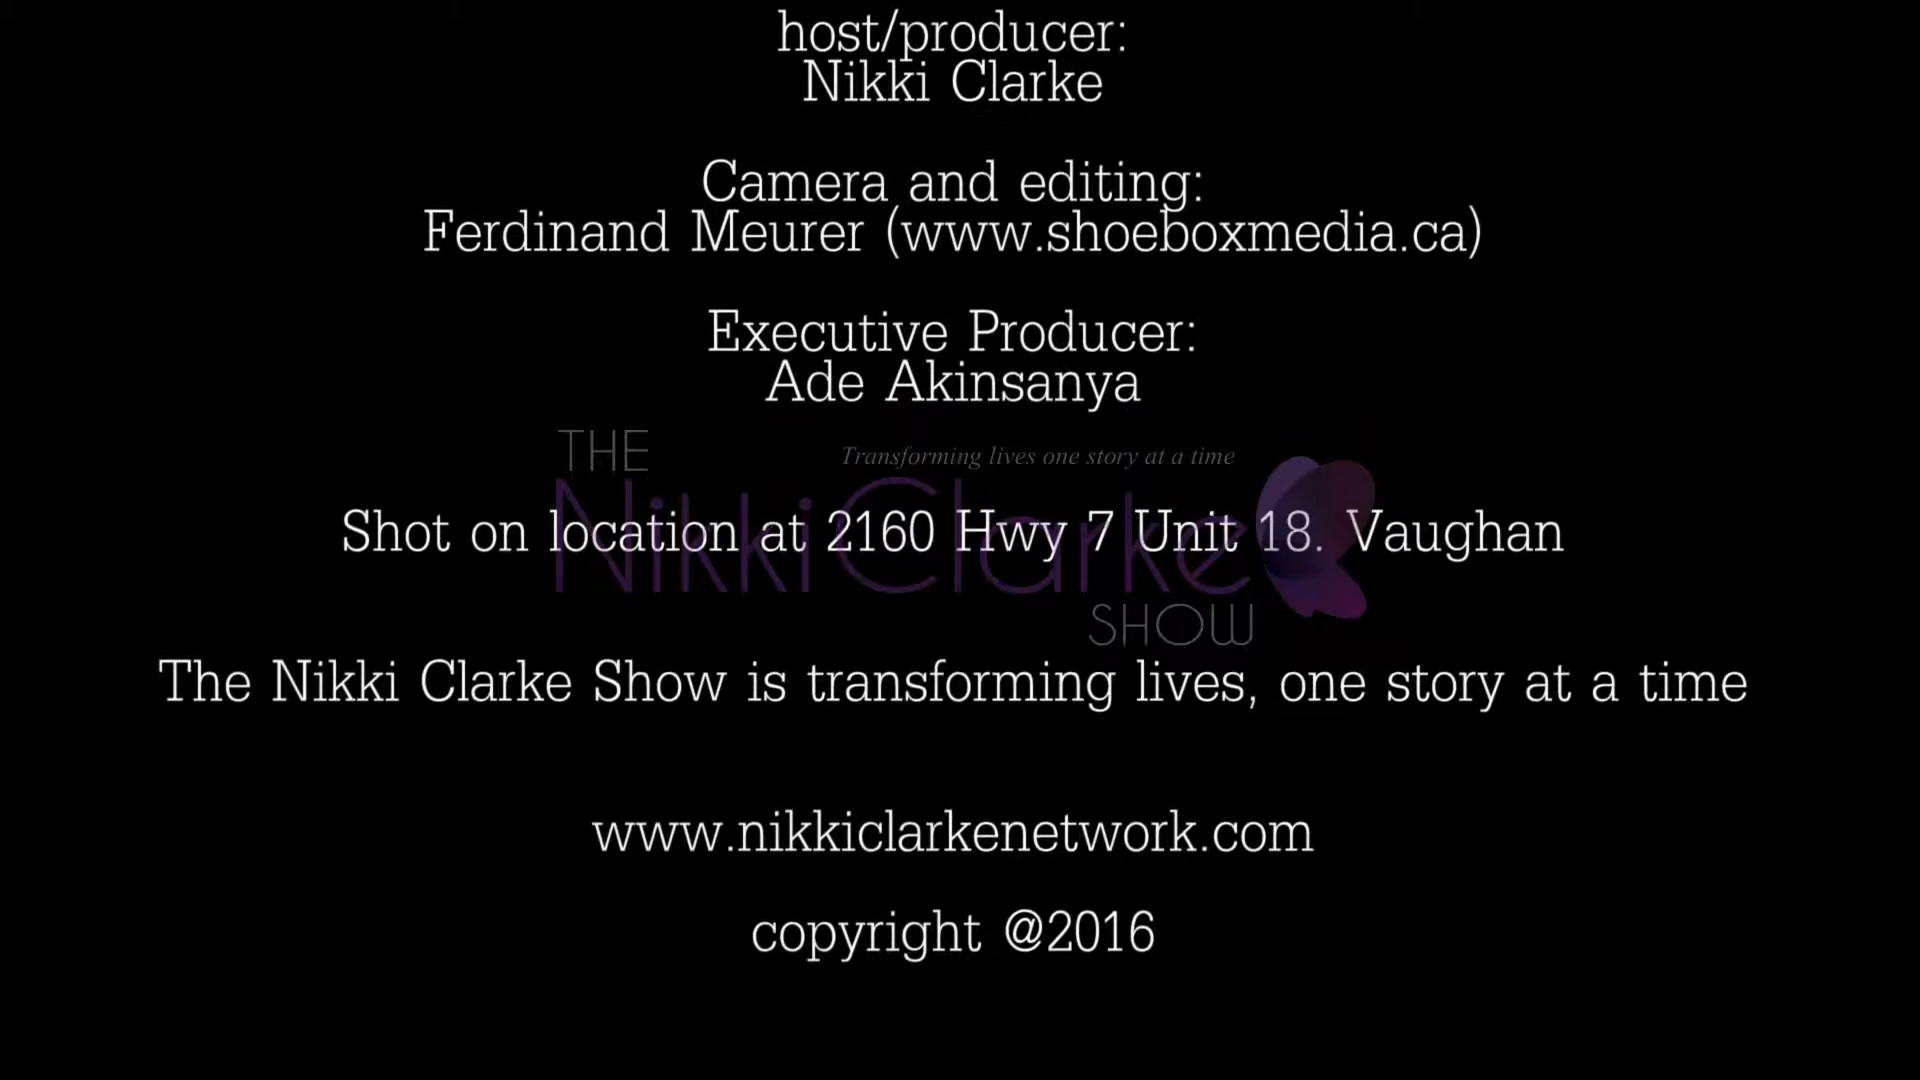 host/producer:
Nikki Clarke
Camera and editing:
Ferdinand Meurer (www.shoeboxmedia.ca)
Executive Producer:
Ade Akinsanya
THE
Transforming lives one story at a time
Nikki Clarke
SHOW
Shot on location at 2160 Hwy 7 Unit 18. Vaughan
The Nikki Clarke Show is transforming lives, one story at a time
www.nikkiclarkenetwork.com
copyright @2016